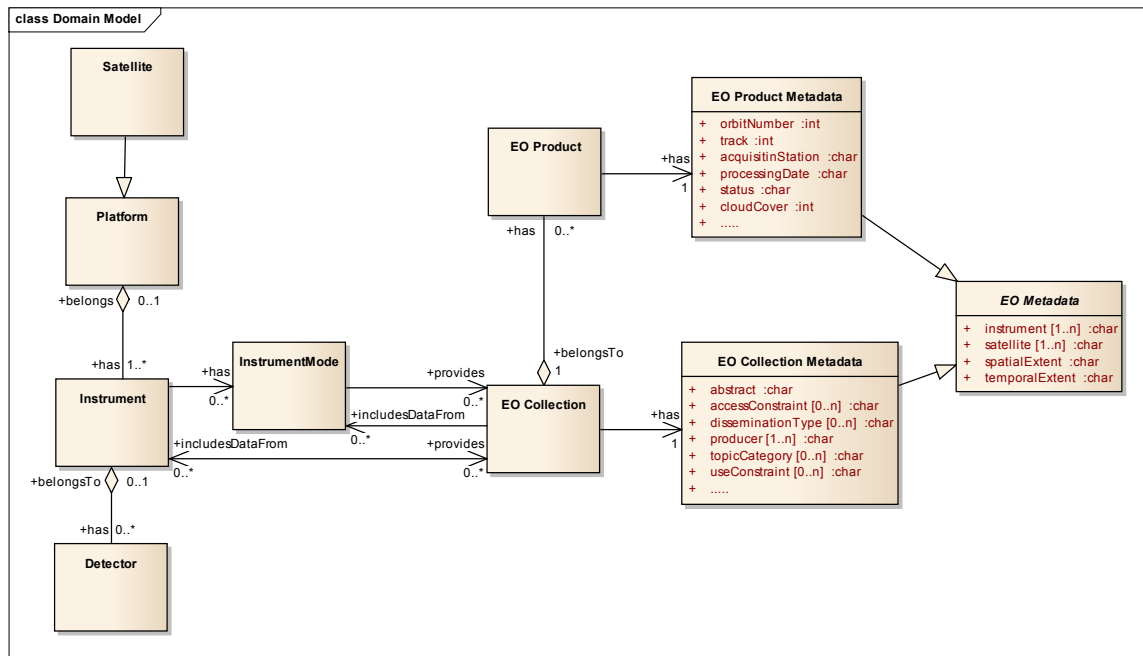 class Domain Model
Satellite
Platform
+belongs 0..1
+has 1..*
Instrument
+has
0..*
InstrumentMode
+provides
0..*
+includesDataFrom
0..*
+includesDataFrom
0..*
+provides
0..*
+belongsTo 0..1
+has 0..*
Detector
EO Product
+has 0..*
+belongsTo
1
EO Collection
+has
1
EO Product Metadata
+ orbitNumber :int
+ track :int
+ acquisitinStation :char
+ processingDate :char
+ status :char
+ cloudCover :int
+ .....
+has
1
EO Collection Metadata
+ abstract :char
+ accessConstraint [0..n] :char
+ disseminationType [0..n] :char
+ producer [1..n] :char
+ topicCategory [0..n] :char
+ useConstraint [0..n] :char
+ .....
EO Metadata
+ instrument [1..n] :char
+ satellite [1..n] :char
+ spatialExtent :char
+ temporalExtent :char